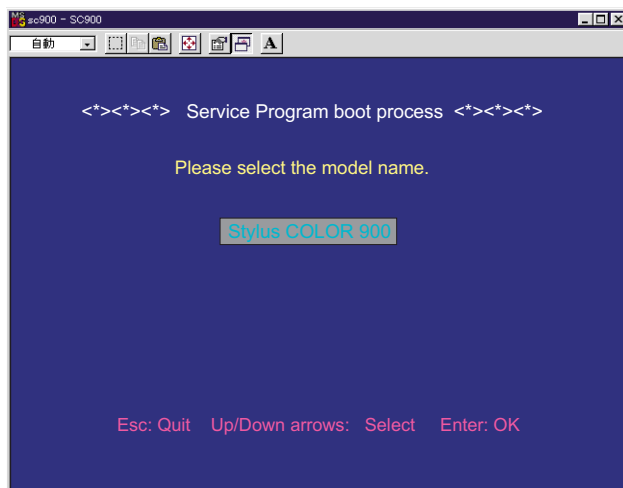 sc900 - SC900
自動
A
<*><*><*> Service Program boot process <*><*><*>
Please select the model name.
Stylus COLOR 900
Esc: Quit Up/Down arrows: Select Enter: OK